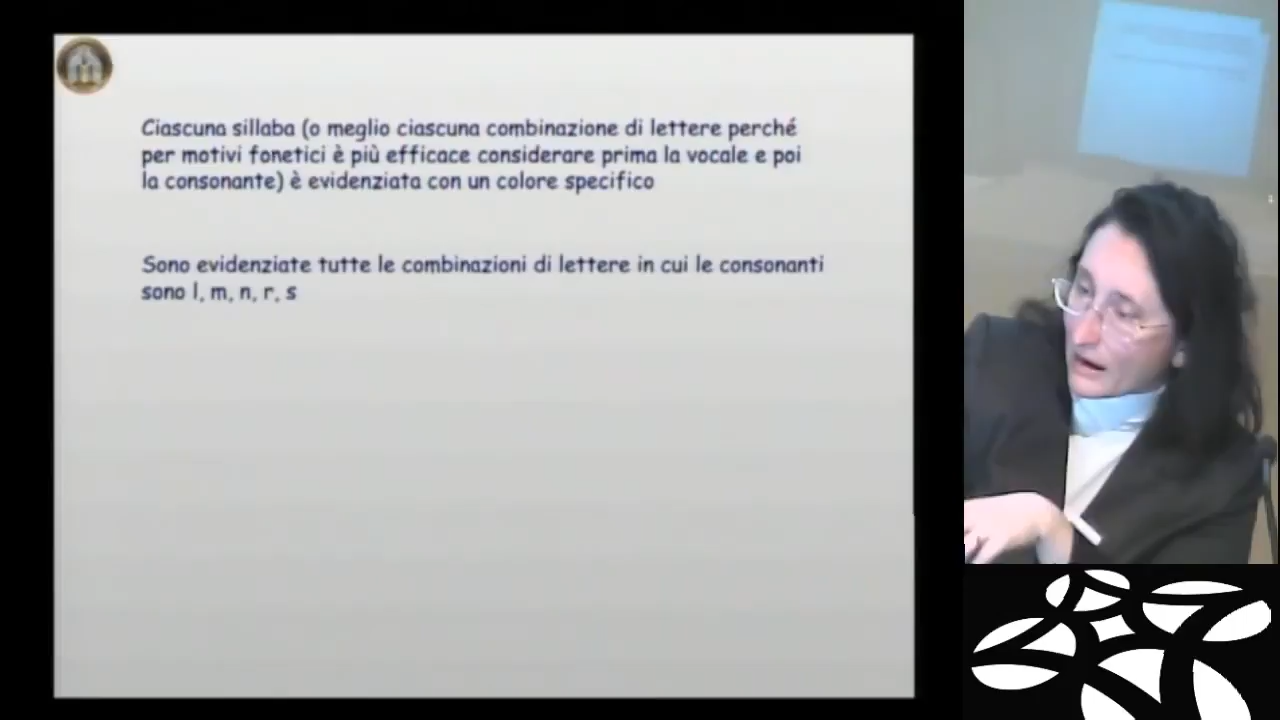 Ciascuna sillaba (o meglio ciascuna combinazione di lettere perché
per motivi fonetici è più efficace considerare prima la vocale e poi
la consonante) è evidenziata con un colore specifico
Sono evidenziate tutte le combinazioni di lettere in cui le consonanti
sono l, m, n, r, s